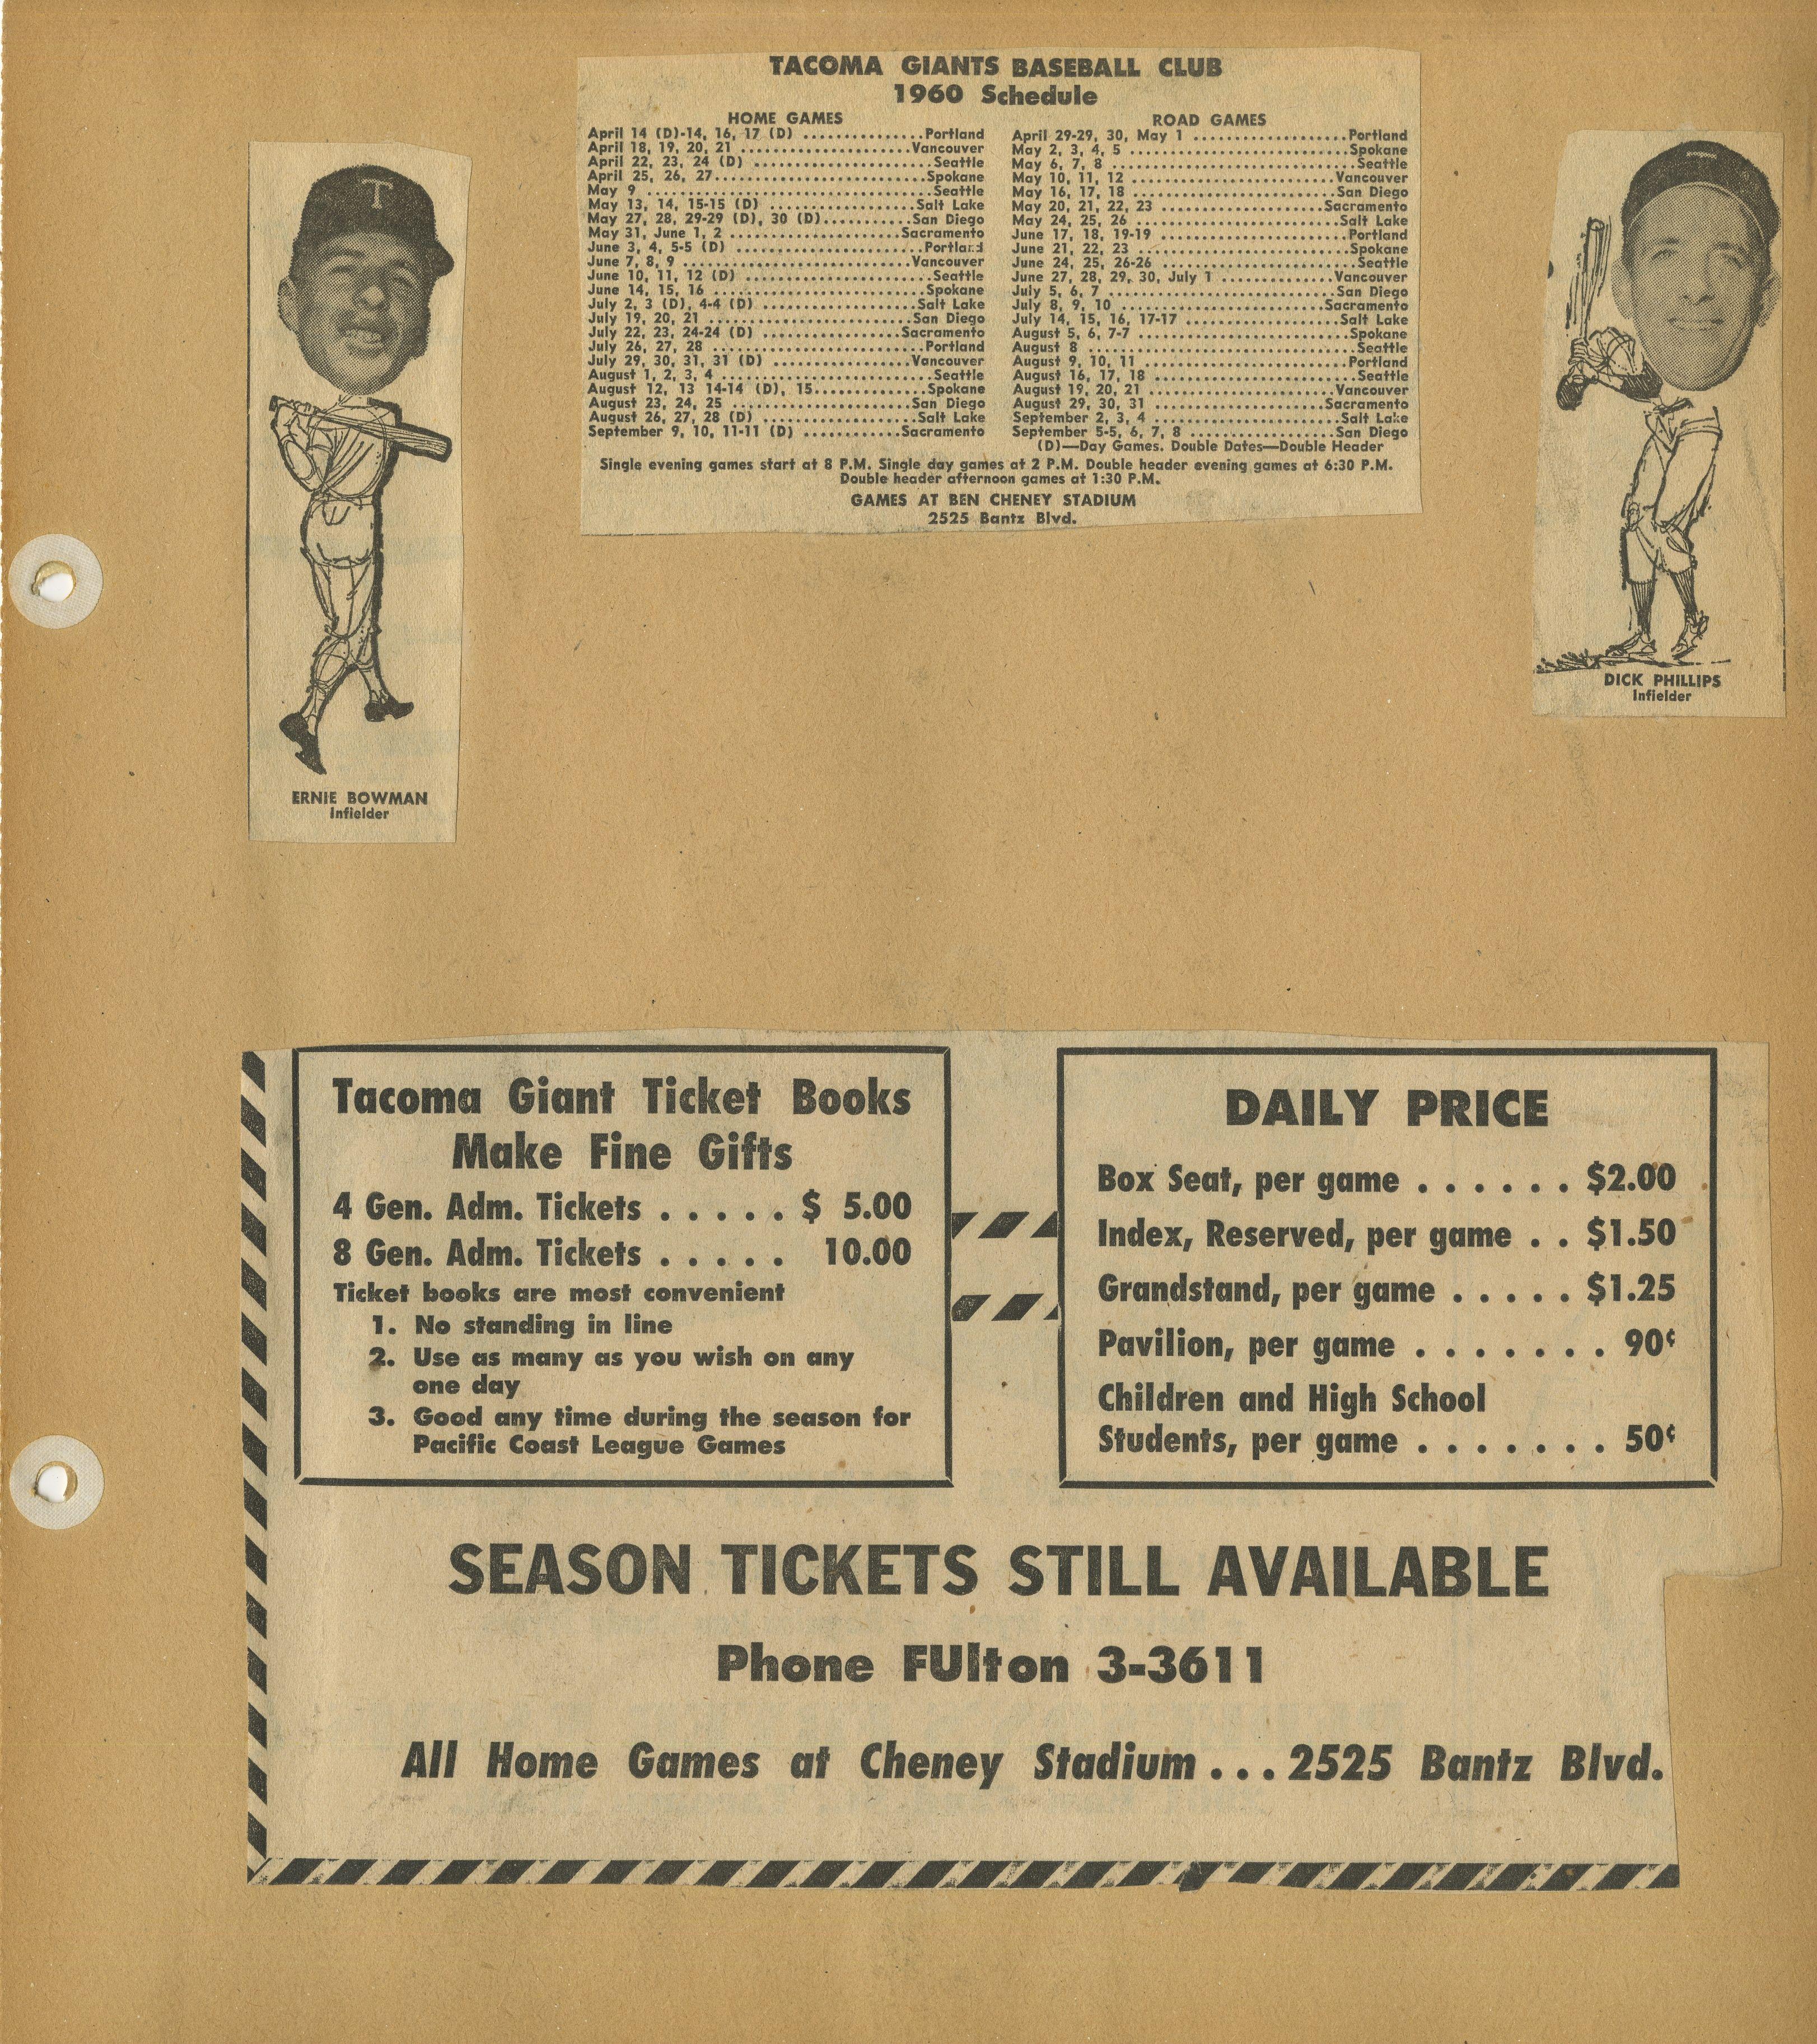 TACOMA GIANTS BASEBALL CLUB
1960 Schedule
HOME GAMES
April 14 (D)-14, 16, 17 (D) ...............Portland
April 18, 19, 20, 21 ......................Vancouver
April 22, 23, 24 (D) .......................Seattle
April 25, 26, 27...........................Spokane
May 9 .....................................Seattle
May 13, 14, 15-15 (D) ...................Salt Lake
May 27, 28, 29-29 (D), 30 (D)...........San Diego
May 31, June 1, 2 ......................Sacramento
June 3, 4, 5-5 (D) ........................Portland
June 7, 8, 9 .............................Vancouver
June 10, 11, 12 (D) ........................Seattle
June 14, 15, 16 ...........................Spokane
July 2, 3 (D), 4-4 (D) ....................Salt Lake
July 19, 20, 21 ..........................San Diego
July 22, 23, 24-24 (D) ...................Sacramento
July 26, 27, 28 ...........................Portland
July 29, 30, 31, 31 (D) ...................Vancouver
August 1, 2, 3, 4 ..........................Seattle
August 12, 13 14-14 (D), 15...............Spokane
August 23, 24, 25 .......................San Diego
August 26, 27, 28 (D) ....................Salt Lake
September 9, 10, 11-11 (D) ............Sacramento
ROAD GAMES
April 29-29, 30, May 1 ....................Portland
May 2, 3, 4, 5 ............................Spokane
May 6, 7, 8 ................................Seattle
May 10, 11, 12 ..........................Vancouver
May 16, 17, 18 ..........................San Diego
May 20, 21, 22, 23 .....................Sacramento
May 24, 25, 26 ..........................Salt Lake
June 17, 18, 19-19 ........................Portland
June 21, 22, 23 ...........................Spokane
June 24, 25, 26-26 .........................Seattle
June 27, 28, 29, 30, July 1 ..............Vancouver
July 5, 6, 7 .............................San Diego
July 8, 9, 10 ..........................Sacramento
July 14, 15, 16, 17-17 ....................Salt Lake
August 5, 6, 7-7 ..........................Spokane
August 8 ...................................Seattle
August 9, 10, 11 ..........................Portland
August 16, 17, 18 ..........................Seattle
August 19, 20, 21 .......................Vancouver
August 29, 30, 31 ......................Sacramento
September 2, 3, 4 .......................Salt Lake
September 5-5, 6, 7, 8 ..................San Diego
(D)—Day Games. Double Dates—Double Header
Single evening games start at 8 P.M. Single day games at 2 P.M. Double header evening games at 6:30 P.M.
Double header afternoon games at 1:30 P.M.
GAMES AT BEN CHENEY STADIUM
2525 Bantz Blvd.
T
ERNIE BOWMAN
Infielder
DICK PHILLIPS
Infielder
Tacoma Giant Ticket Books
Make Fine Gifts
4 Gen. Adm. Tickets . . . . . $ 5.00
8 Gen. Adm. Tickets . . . . . 10.00
Ticket books are most convenient
1. No standing in line
2. Use as many as you wish on any
one day
3. Good any time during the season for
Pacific Coast League Games
DAILY PRICE
Box Seat, per game . . . . . . $2.00
Index, Reserved, per game . . $1.50
Grandstand, per game . . . . . $1.25
Pavilion, per game . . . . . . . 90¢
Children and High School
Students, per game . . . . . . . 50¢
SEASON TICKETS STILL AVAILABLE
Phone FUlton 3-3611
All Home Games at Cheney Stadium . . . 2525 Bantz Blvd.